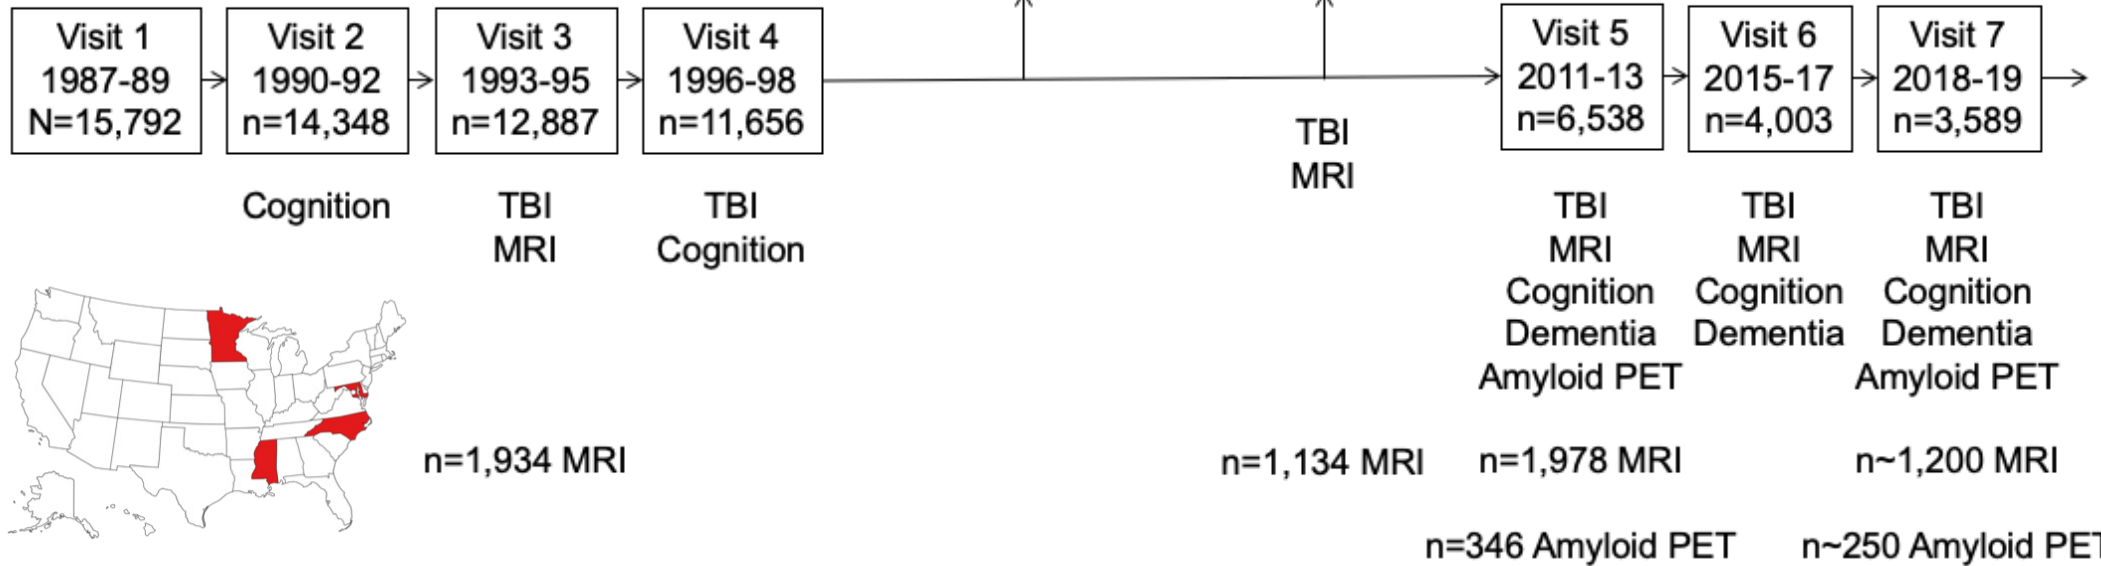 Visit 1
1987-89
N=15,792
Visit 2
1990-92
n=14,348
Visit 3
1993-95
n=12,887
Visit 4
1996-98
n=11,656
Visit 5
2011-13
n=6,538
Visit 6
2015-17
n=4,003
Visit 7
2018-19
n=3,589
Cognition
TBI
MRI
TBI
Cognition
TBI
MRI
TBI
MRI
Cognition
Dementia
Amyloid PET
TBI
MRI
Cognition
Dementia
TBI
MRI
Cognition
Dementia
Amyloid PET
n=1,934 MRI
n=1,134 MRI
n=1,978 MRI
n~1,200 MRI
n=346 Amyloid PET
n~250 Amyloid PET